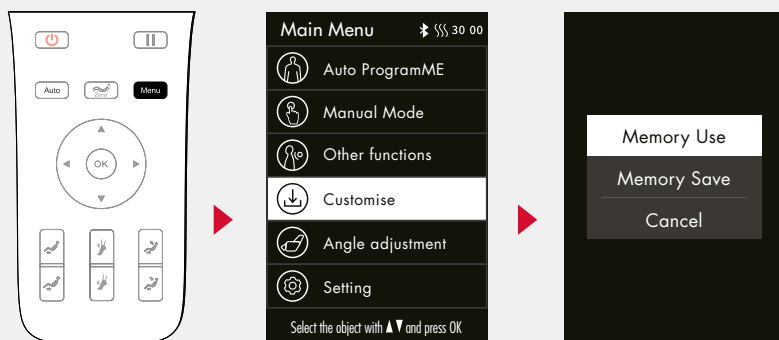 Auto
Zero
Menu
OK
Main Menu 30 00
Auto ProgramME
Manual Mode
Other functions
Customise
Angle adjustment
Setting
Select the object with ▲▼ and press OK
Memory Use
Memory Save
Cancel